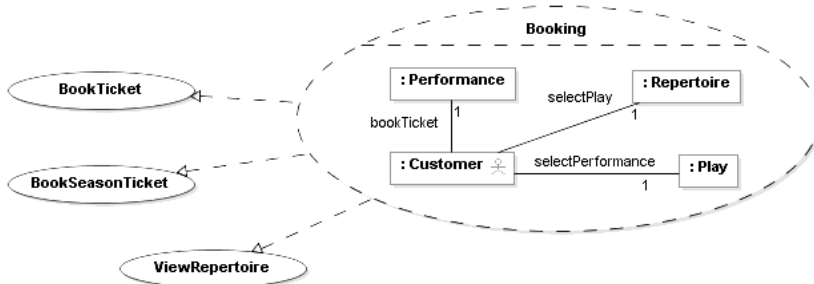 Booking
: Performance
: Repertoire
selectPlay
BookTicket
1
1
bookTicket
: Customer
selectPerformance
: Play
1
BookSeasonTicket
ViewRepertoire